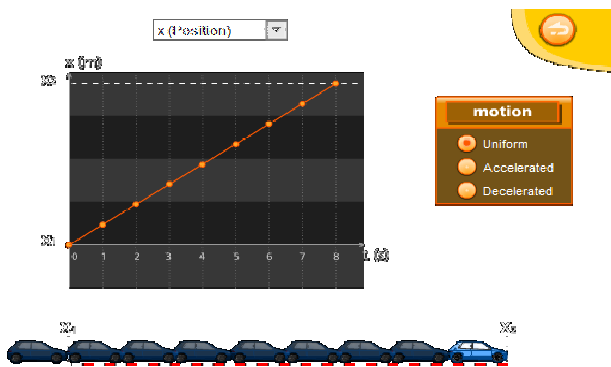 x (Position)
x (m)
X₂
motion
Uniform
Accelerated
Decelerated
X₁
0 1 2 3 4 5 6 7 8
t (s)
X₁
X₂